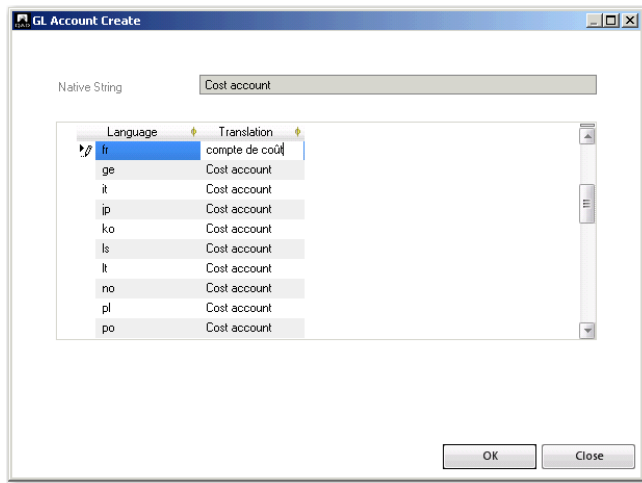 QAD GL Account Create
Native String Cost account
Language Translation
fr compte de coût
ge Cost account
it Cost account
jp Cost account
ko Cost account
ls Cost account
lt Cost account
no Cost account
pl Cost account
po Cost account
OK Close